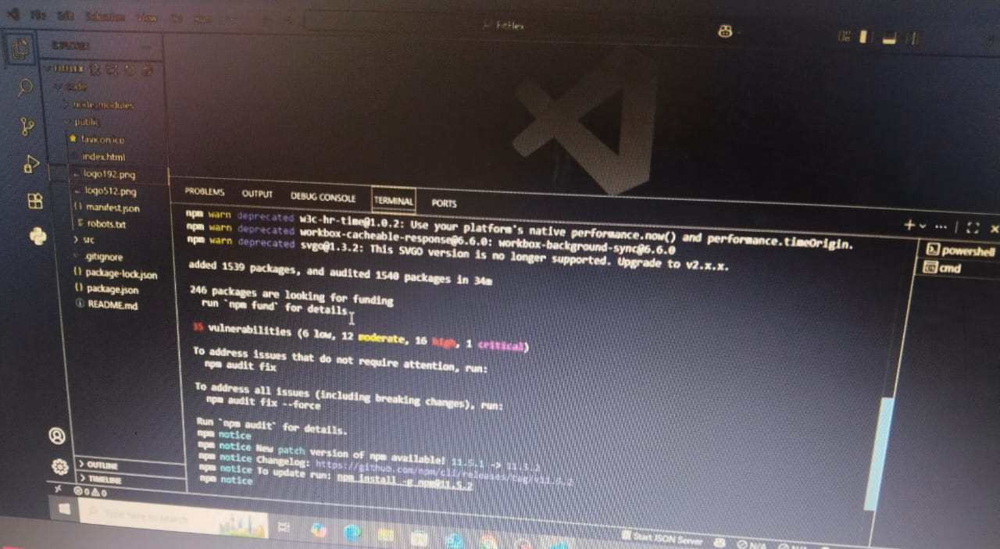 File Edit Selection View Go Run
FitFlex
EXPLORER
FITFLEX
code
node_modules
public
favicon.ico
index.html
logo192.png
logo512.png
manifest.json
robots.txt
src
.gitignore
package-lock.json
package.json
README.md
OUTLINE
TIMELINE
PROBLEMS OUTPUT DEBUG CONSOLE TERMINAL PORTS
powershell
cmd
npm warn deprecated w3c-hr-time@1.0.2: Use your platform's native performance.now() and performance.timeOrigin.
npm warn deprecated workbox-cacheable-response@6.6.0: workbox-background-sync@6.6.0
npm warn deprecated svgo@1.3.2: This SVGO version is no longer supported. Upgrade to v2.x.x.
added 1539 packages, and audited 1540 packages in 34m
246 packages are looking for funding
run `npm fund` for details
35 vulnerabilities (6 low, 12 moderate, 16 high, 1 critical)
To address issues that do not require attention, run:
npm audit fix
To address all issues (including breaking changes), run:
npm audit fix --force
Run `npm audit` for details.
npm notice
npm notice New patch version of npm available! 11.5.1 -> 11.5.2
npm notice Changelog: https://github.com/npm/cli/releases/tag/v11.5.2
npm notice To update run: npm install -g npm@11.5.2
npm notice
0 0
Start JSON Server N/A N/A
Type here to search